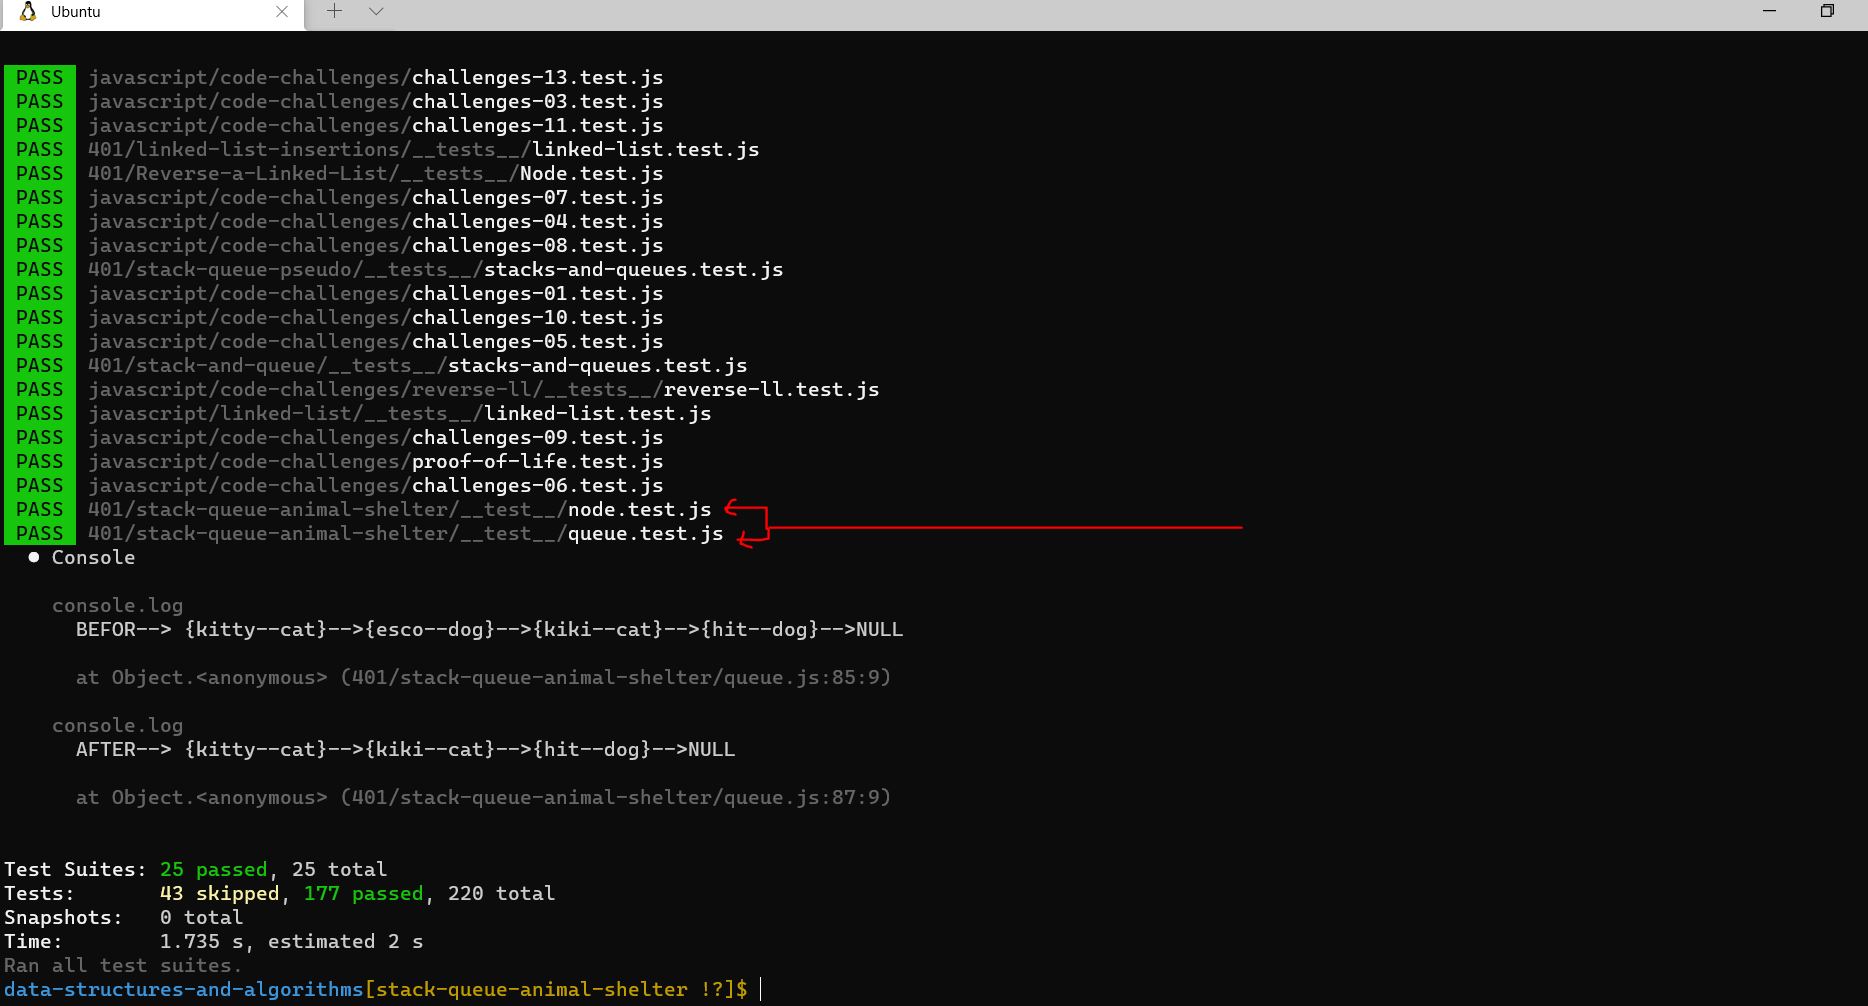 Ubuntu
PASS javascript/code-challenges/challenges-13.test.js
PASS javascript/code-challenges/challenges-03.test.js
PASS javascript/code-challenges/challenges-11.test.js
PASS 401/linked-list-insertions/__tests__/linked-list.test.js
PASS 401/Reverse-a-Linked-List/__tests__/Node.test.js
PASS javascript/code-challenges/challenges-07.test.js
PASS javascript/code-challenges/challenges-04.test.js
PASS javascript/code-challenges/challenges-08.test.js
PASS 401/stack-queue-pseudo/__tests__/stacks-and-queues.test.js
PASS javascript/code-challenges/challenges-01.test.js
PASS javascript/code-challenges/challenges-10.test.js
PASS javascript/code-challenges/challenges-05.test.js
PASS 401/stack-and-queue/__tests__/stacks-and-queues.test.js
PASS javascript/code-challenges/reverse-ll/__tests__/reverse-ll.test.js
PASS javascript/linked-list/__tests__/linked-list.test.js
PASS javascript/code-challenges/challenges-09.test.js
PASS javascript/code-challenges/proof-of-life.test.js
PASS javascript/code-challenges/challenges-06.test.js
PASS 401/stack-queue-animal-shelter/__test__/node.test.js
PASS 401/stack-queue-animal-shelter/__test__/queue.test.js
● Console
console.log
BEFOR--> {kitty--cat}-->{esco--dog}-->{kiki--cat}-->{hit--dog}-->NULL
at Object.<anonymous> (401/stack-queue-animal-shelter/queue.js:85:9)
console.log
AFTER--> {kitty--cat}-->{kiki--cat}-->{hit--dog}-->NULL
at Object.<anonymous> (401/stack-queue-animal-shelter/queue.js:87:9)
Test Suites: 25 passed, 25 total
Tests: 43 skipped, 177 passed, 220 total
Snapshots: 0 total
Time: 1.735 s, estimated 2 s
Ran all test suites.
data-structures-and-algorithms[stack-queue-animal-shelter !?]$